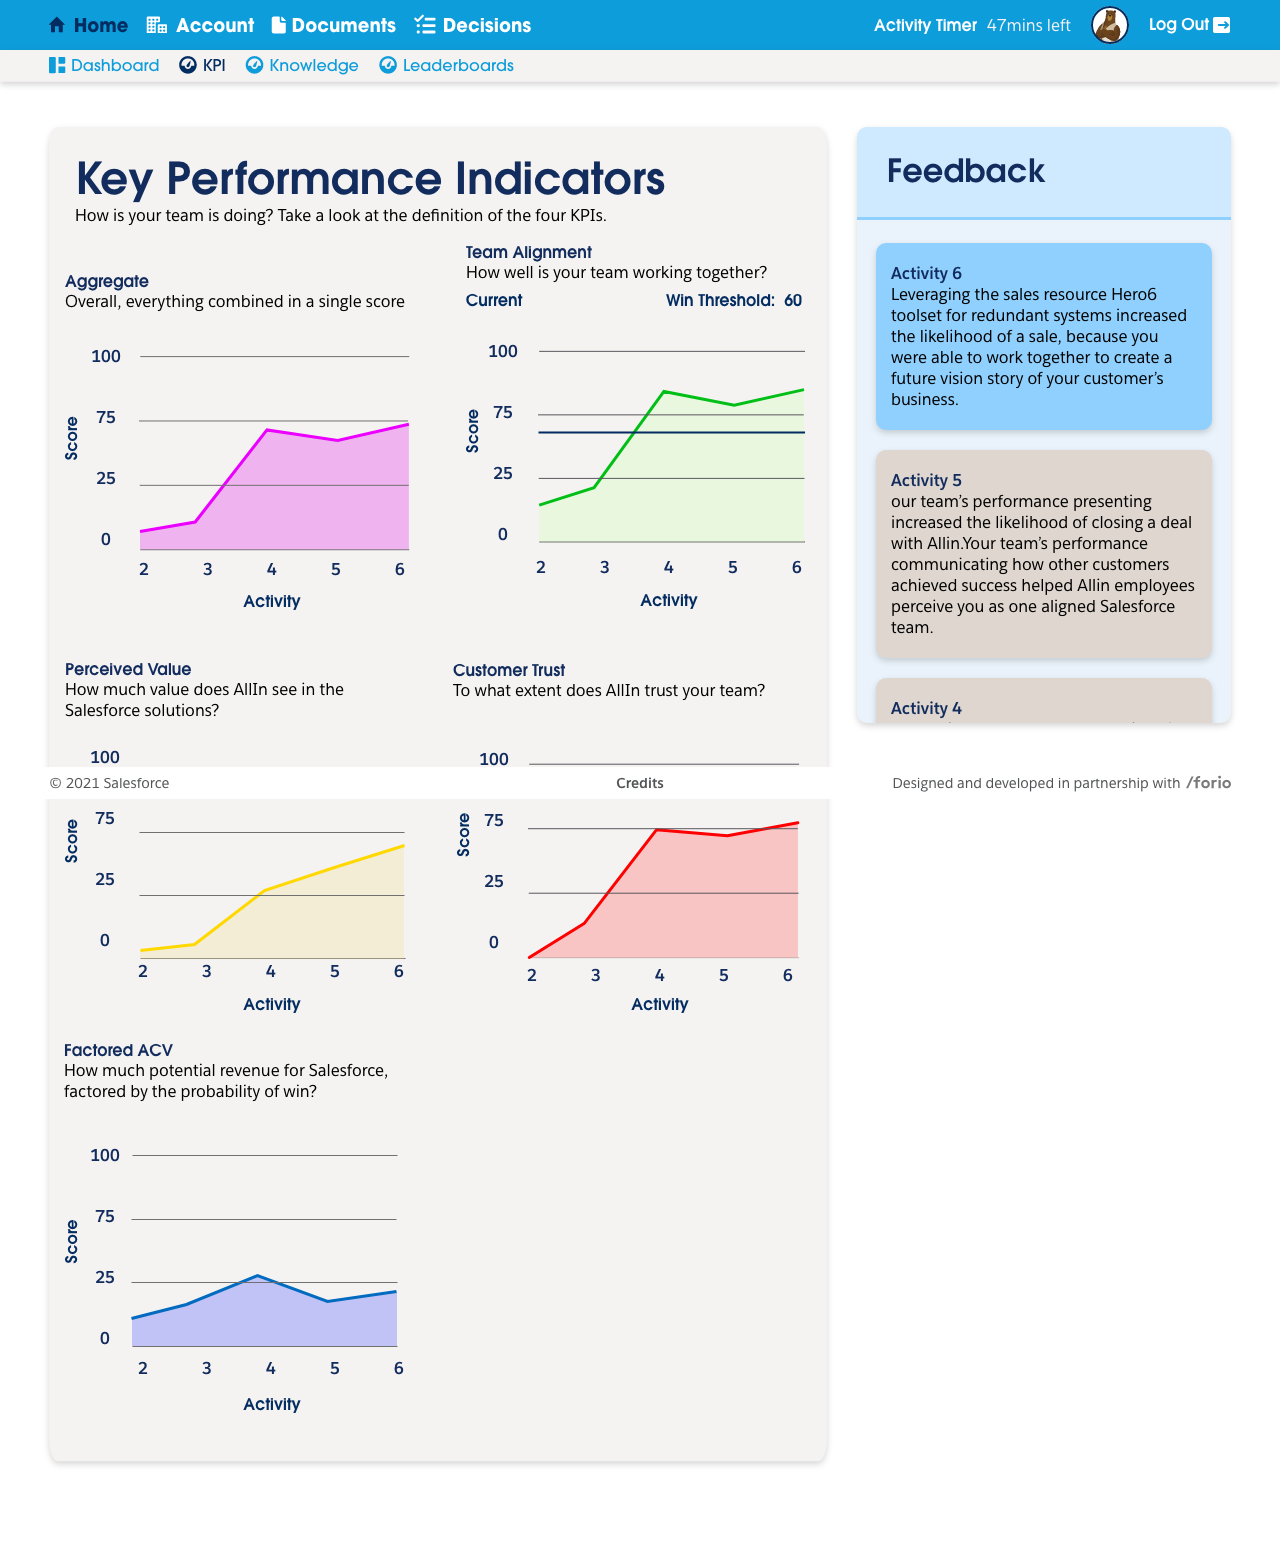 Home Account Documents Decisions Activity Timer 47mins left Log Out
Dashboard KPI Knowledge Leaderboards
Key Performance Indicators
How is your team is doing? Take a look at the definition of the four KPIs.
Aggregate
Overall, everything combined in a single score
100
75
25
0
Score
2 3 4 5 6
Activity
Team Alignment
How well is your team working together?
Current Win Threshold: 60
100
75
25
0
Score
2 3 4 5 6
Activity
Perceived Value
How much value does AllIn see in the
Salesforce solutions?
100
75
25
0
Score
2 3 4 5 6
Activity
Customer Trust
To what extent does AllIn trust your team?
100
75
25
0
Score
2 3 4 5 6
Activity
Factored ACV
How much potential revenue for Salesforce,
factored by the probability of win?
100
75
25
0
Score
2 3 4 5 6
Activity
Feedback
Activity 6
Leveraging the sales resource Hero6
toolset for redundant systems increased
the likelihood of a sale, because you
were able to work together to create a
future vision story of your customer's
business.
Activity 5
our team's performance presenting
increased the likelihood of closing a deal
with Allin.Your team's performance
communicating how other customers
achieved success helped Allin employees
perceive you as one aligned Salesforce
team.
Activity 4
© 2021 Salesforce Credits Designed and developed in partnership with /forio